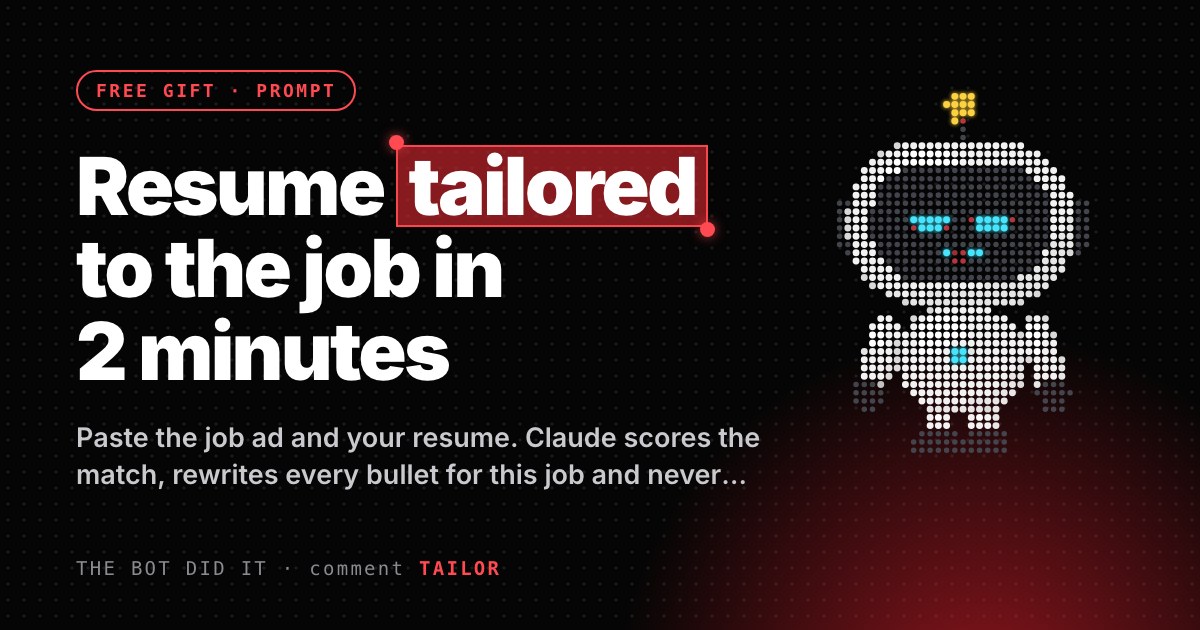 FREE GIFT · PROMPT
Resume tailored
to the job in
2 minutes
Paste the job ad and your resume. Claude scores the
match, rewrites every bullet for this job and never…
THE BOT DID IT · comment TAILOR